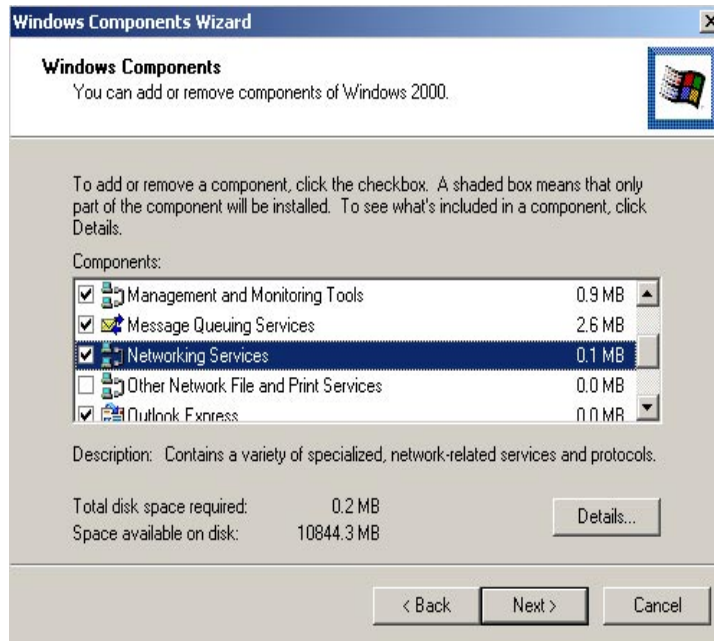 Windows Components Wizard
Windows Components
You can add or remove components of Windows 2000.
To add or remove a component, click the checkbox. A shaded box means that only
part of the component will be installed. To see what's included in a component, click
Details.
Components:
Management and Monitoring Tools 0.9 MB
Message Queuing Services 2.6 MB
Networking Services 0.1 MB
Other Network File and Print Services 0.0 MB
Outlook Express 0.0 MB
Description: Contains a variety of specialized, network-related services and protocols.
Total disk space required: 0.2 MB
Space available on disk: 10844.3 MB
Details...
< Back Next > Cancel